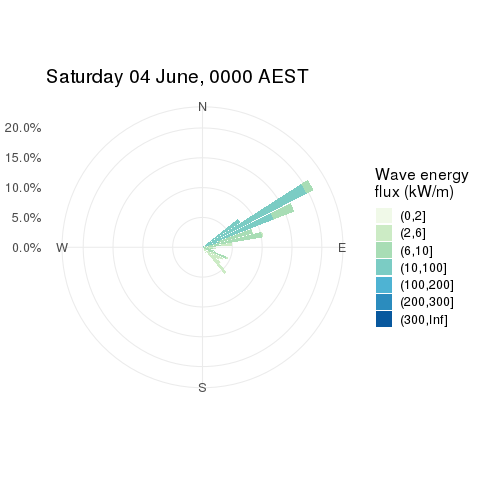 Saturday 04 June, 0000 AEST
N
20.0%
15.0%
10.0%
5.0%
0.0%
W
E
S
Wave energy
flux (kW/m)
(0,2]
(2,6]
(6,10]
(10,100]
(100,200]
(200,300]
(300,Inf]